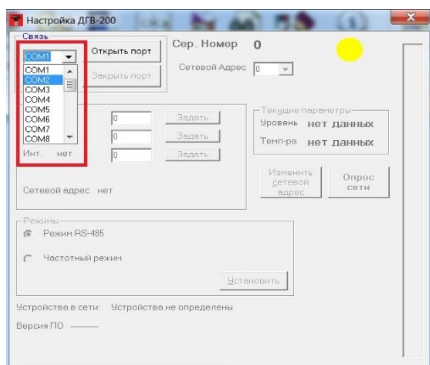 Настройка ДГВ-200
Связь
COM1
Открыть порт
Сер. Номер 0
Закрыть порт
Сетевой Адрес 0
COM1
COM2
COM3
COM4
COM5
COM6
COM7
COM8
0 Задать
0 Задать
Инт. нет 0 Задать
Текущие параметры
Уровень нет данных
Темп-ра нет данных
Сетевой адрес нет
Изменить сетевой адрес
Опрос сети
Режимы
Режим RS-485
Частотный режим
Установить
Устройства в сети: Устройства не определены
Версия ПО